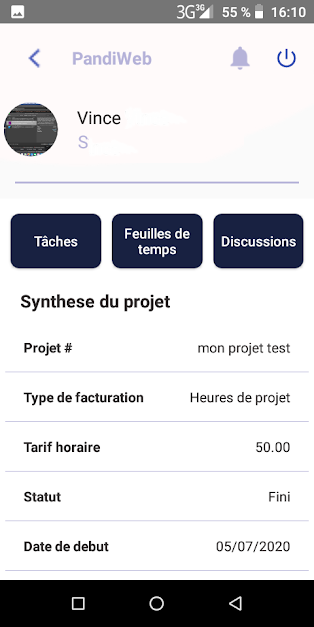 3G 3G 55 % 16:10
PandiWeb
Vince
S
Tâches
Feuilles de
temps
Discussions
Synthese du projet
Projet # mon projet test
Type de facturation Heures de projet
Tarif horaire 50.00
Statut Fini
Date de debut 05/07/2020